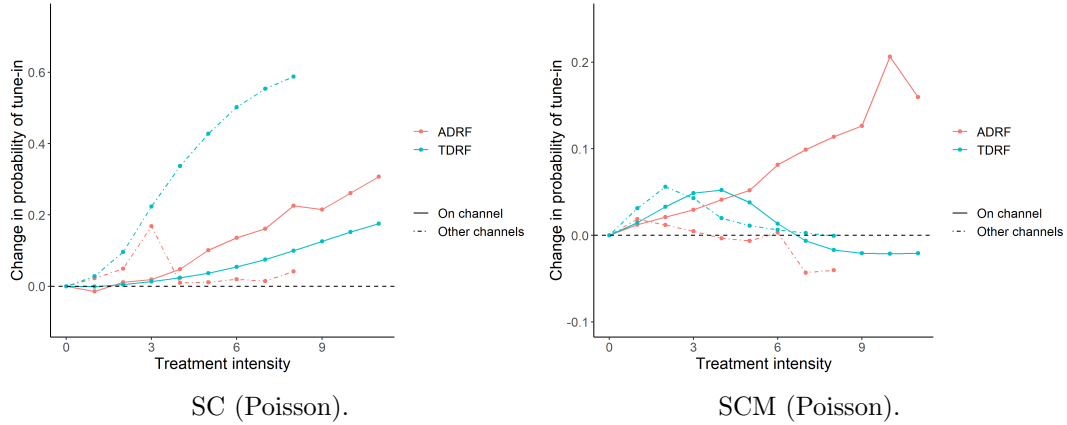 Change in probability of tune-in
0.6
0.4
0.2
0.0
0 3 6 9
Treatment intensity
ADRF
TDRF
On channel
Other channels
SC (Poisson).
Change in probability of tune-in
0.2
0.1
0.0
-0.1
0 3 6 9
Treatment intensity
ADRF
TDRF
On channel
Other channels
SCM (Poisson).